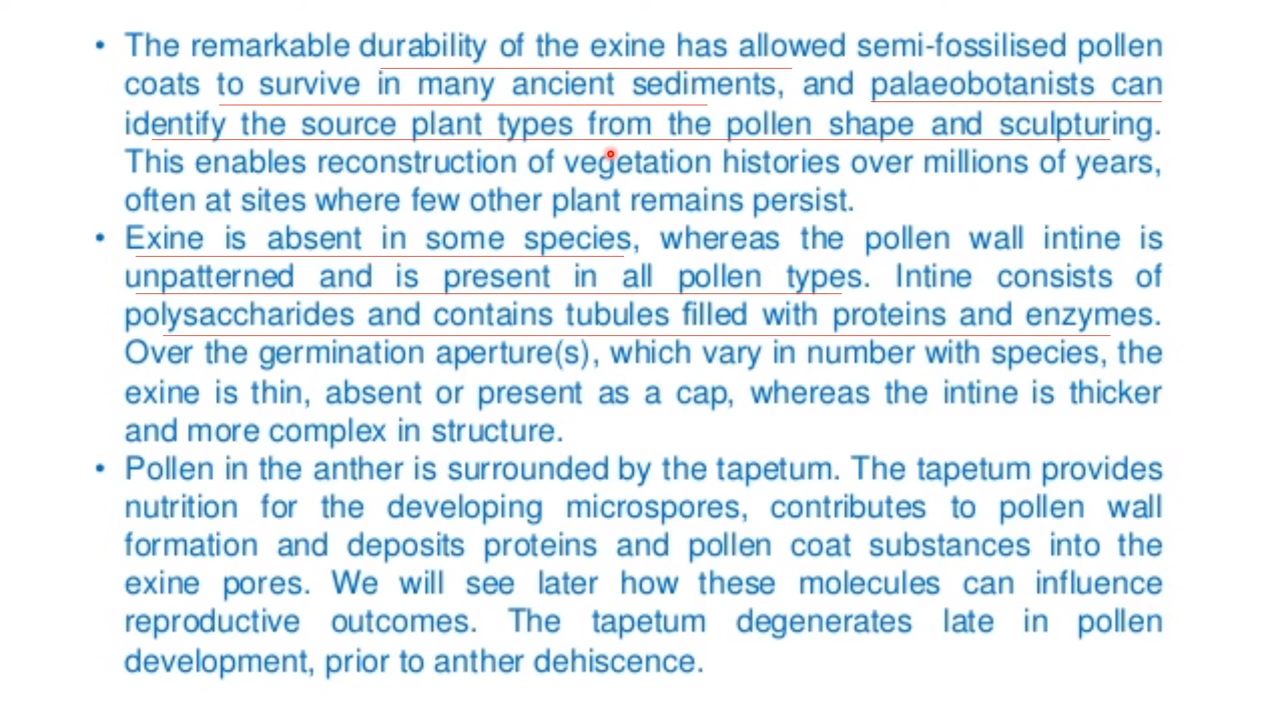 • The remarkable durability of the exine has allowed semi-fossilised pollen
coats to survive in many ancient sediments, and palaeobotanists can
identify the source plant types from the pollen shape and sculpturing.
This enables reconstruction of vegetation histories over millions of years,
often at sites where few other plant remains persist.
• Exine is absent in some species, whereas the pollen wall intine is
unpatterned and is present in all pollen types. Intine consists of
polysaccharides and contains tubules filled with proteins and enzymes.
Over the germination aperture(s), which vary in number with species, the
exine is thin, absent or present as a cap, whereas the intine is thicker
and more complex in structure.
• Pollen in the anther is surrounded by the tapetum. The tapetum provides
nutrition for the developing microspores, contributes to pollen wall
formation and deposits proteins and pollen coat substances into the
exine pores. We will see later how these molecules can influence
reproductive outcomes. The tapetum degenerates late in pollen
development, prior to anther dehiscence.